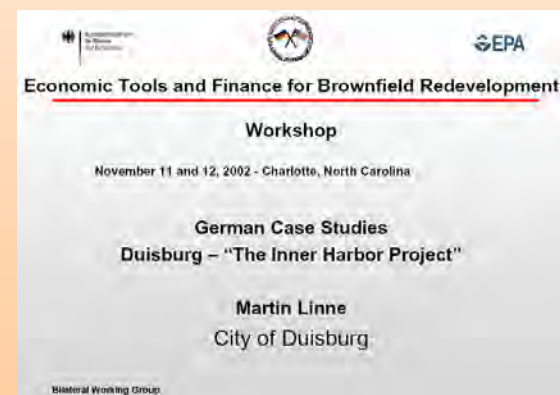 EPA
Economic Tools and Finance for Brownfield Redevelopment
Workshop
November 11 and 12, 2002 - Charlotte, North Carolina
German Case Studies
Duisburg – “The Inner Harbor Project”
Martin Linne
City of Duisburg
Bilateral Working Group